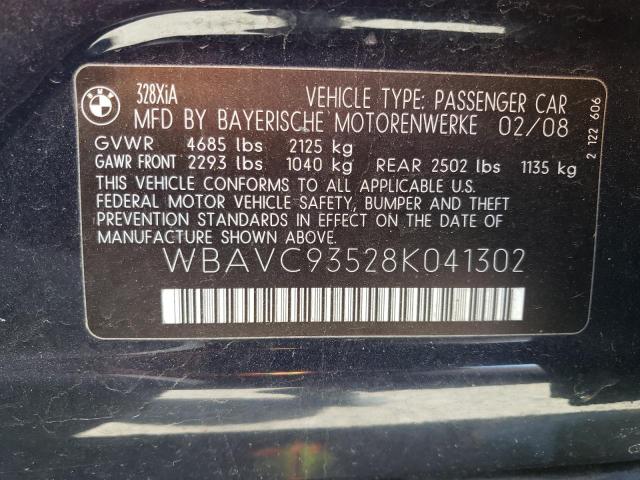 BMW
328XiA
VEHICLE TYPE: PASSENGER CAR
MFD BY BAYERISCHE MOTORENWERKE 02/08
GVWR 4685 lbs 2125 kg
GAWR FRONT 2293 lbs 1040 kg REAR 2502 lbs 1135 kg
THIS VEHICLE CONFORMS TO ALL APPLICABLE U.S.
FEDERAL MOTOR VEHICLE SAFETY, BUMPER AND THEFT
PREVENTION STANDARDS IN EFFECT ON THE DATE OF
MANUFACTURE SHOWN ABOVE.
WBAVC93528K041302
2 122 606